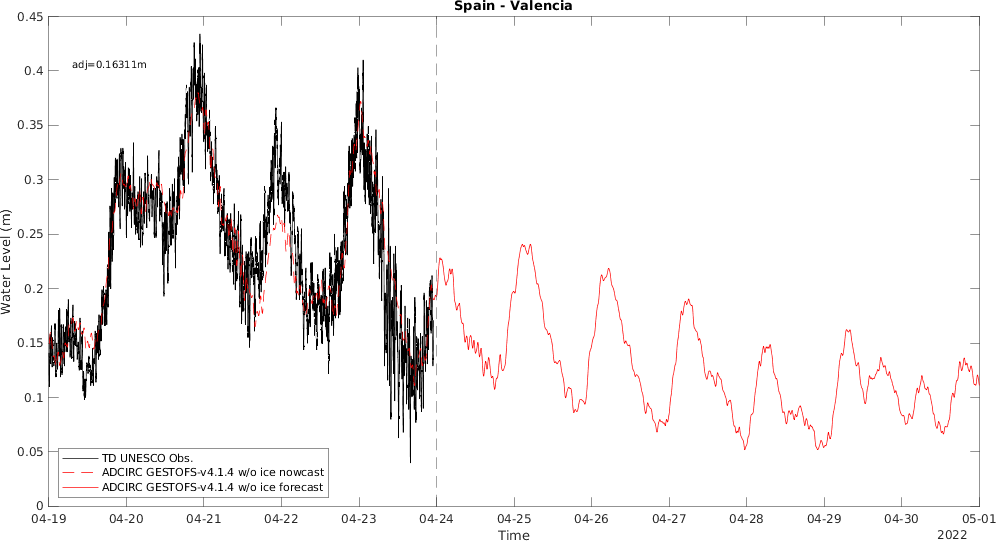 Spain - Valencia
0.45
adj=0.16311m
0.4
0.35
0.3
0.25
0.2
0.15
0.1
0.05
0
Water Level (m)
TD UNESCO Obs.
ADCIRC GESTOFS-v4.1.4 w/o ice nowcast
ADCIRC GESTOFS-v4.1.4 w/o ice forecast
04-19 04-20 04-21 04-22 04-23 04-24 04-25 04-26 04-27 04-28 04-29 04-30 05-01
Time
2022